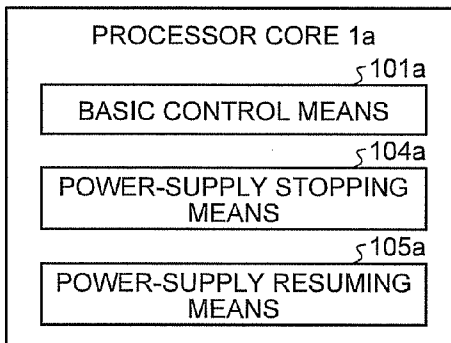 PROCESSOR CORE 1a
101a
BASIC CONTROL MEANS
104a
POWER-SUPPLY STOPPING
MEANS
105a
POWER-SUPPLY RESUMING
MEANS